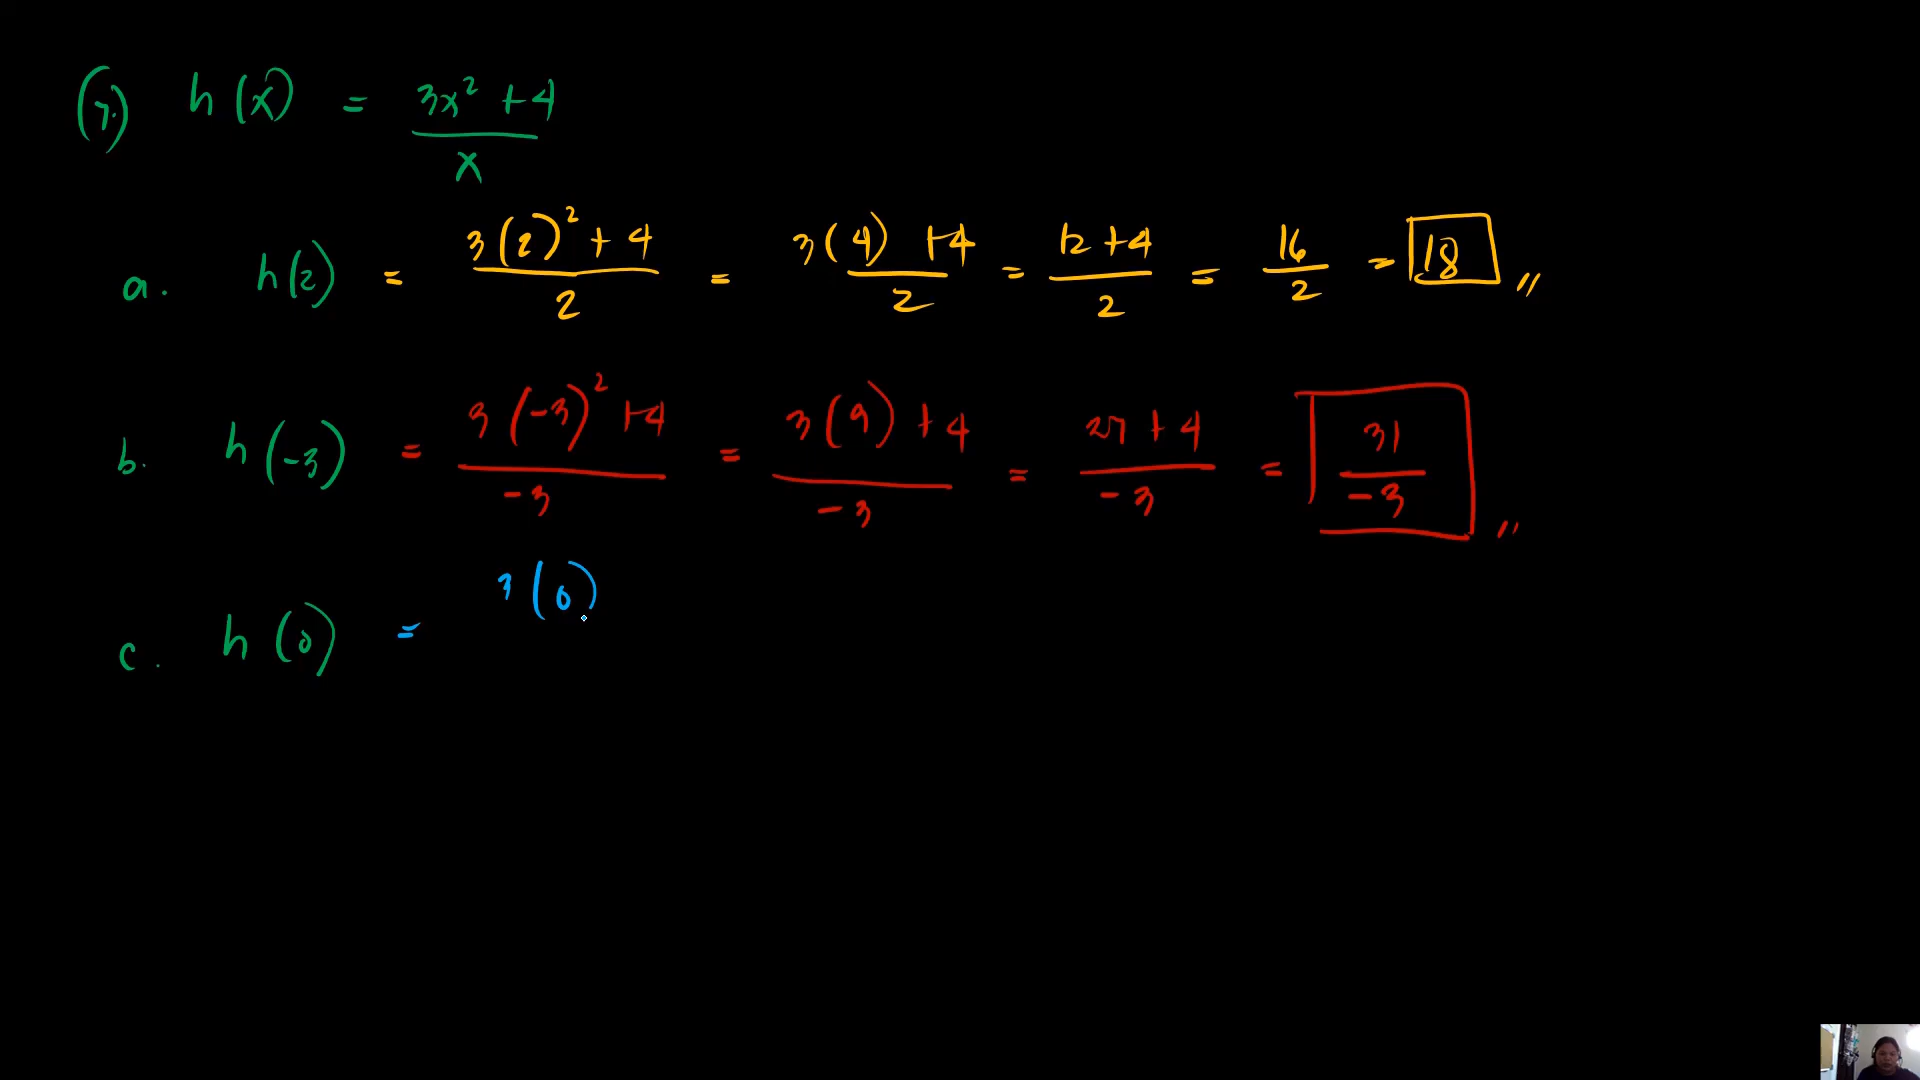 (7.) h(x) = (3x² + 4) / x
a. h(2) = (3(2)² + 4) / 2 = (3(4) + 4) / 2 = (12 + 4) / 2 = 16 / 2 = 18 〃
b. h(-3) = (3(-3)² + 4) / -3 = (3(9) + 4) / -3 = (27 + 4) / -3 = 31 / -3 〃
c. h(0) = 3(0)